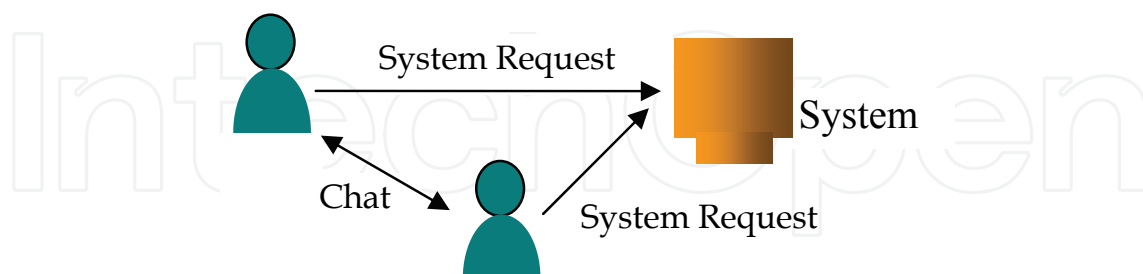 System Request
System
Chat
System Request
IntechOpen